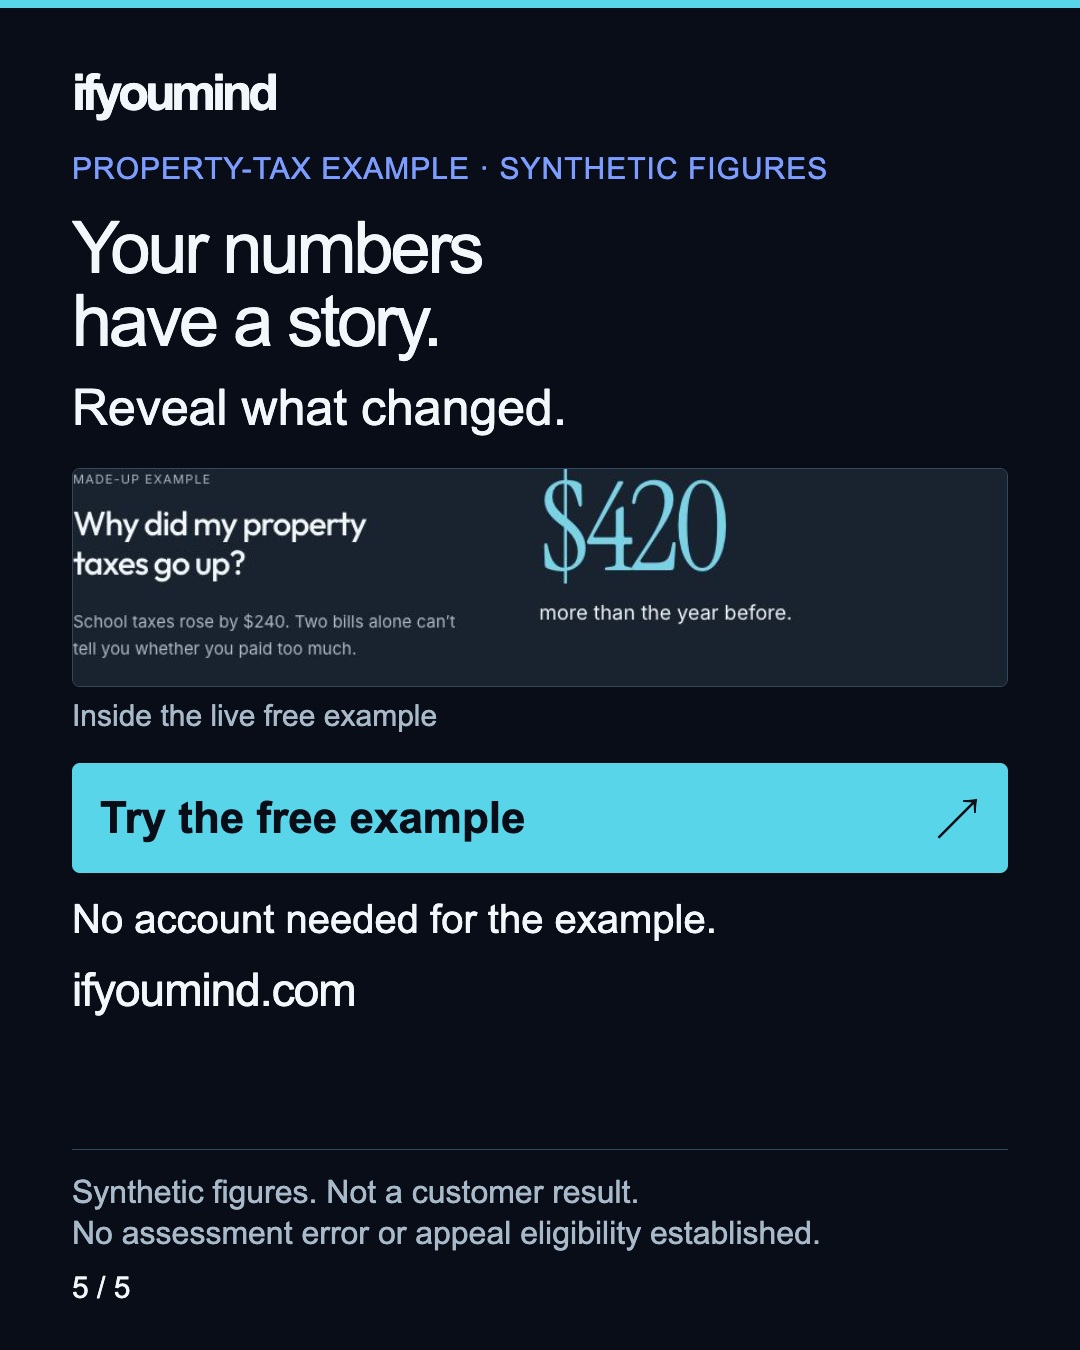 ifyoumind
PROPERTY-TAX EXAMPLE · SYNTHETIC FIGURES
Your numbers
have a story.
Reveal what changed.
MADE-UP EXAMPLE
Why did my property
taxes go up?
School taxes rose by $240. Two bills alone can't
tell you whether you paid too much.
$420
more than the year before.
Inside the live free example
Try the free example
No account needed for the example.
ifyoumind.com
Synthetic figures. Not a customer result.
No assessment error or appeal eligibility established.
5 / 5